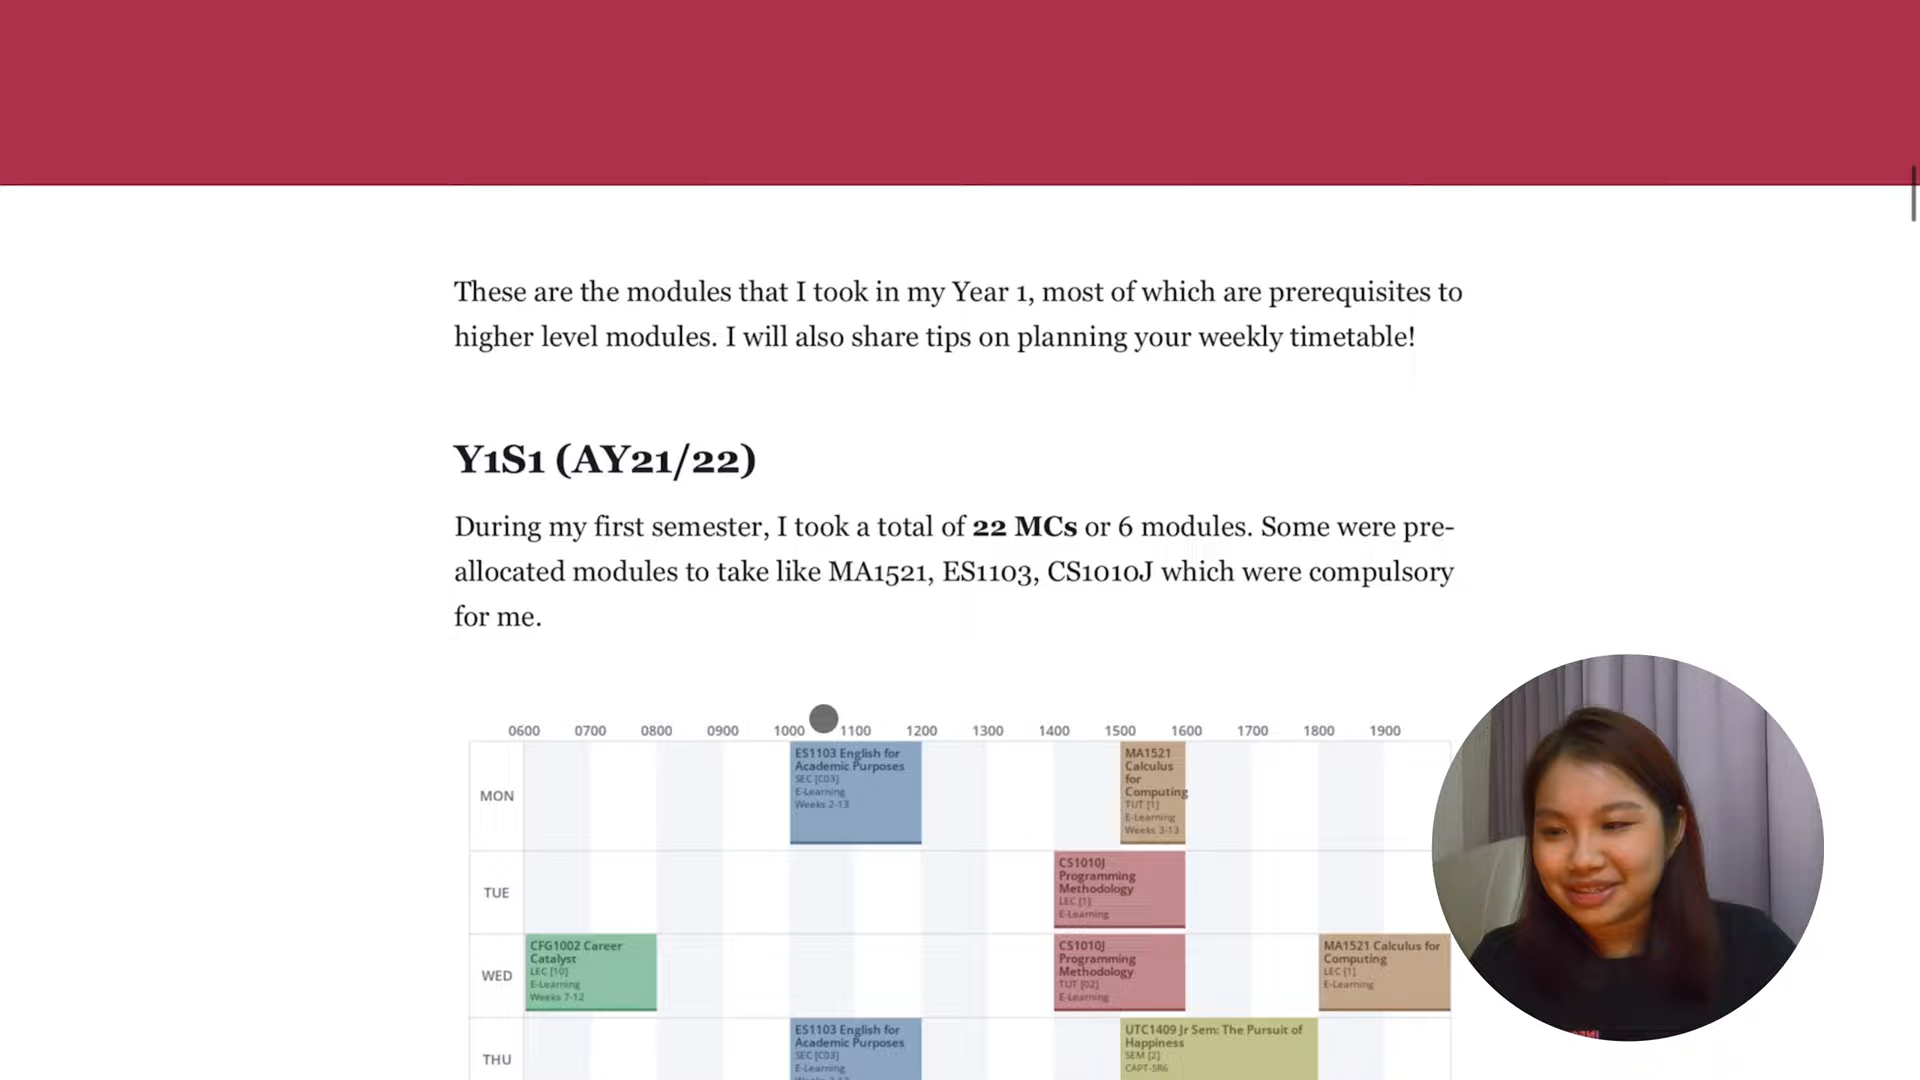 These are the modules that I took in my Year 1, most of which are prerequisites to
higher level modules. I will also share tips on planning your weekly timetable!
Y1S1 (AY21/22)
During my first semester, I took a total of 22 MCs or 6 modules. Some were pre-
allocated modules to take like MA1521, ES1103, CS1010J which were compulsory
for me.
0600 0700 0800 0900 1000 1100 1200 1300 1400 1500 1600 1700 1800 1900
MON
ES1103 English for
Academic Purposes
SEC [C03]
E-Learning
Weeks 2-13
MA1521
Calculus
for
Computing
TUT [1]
E-Learning
Weeks 3-13
TUE
CS1010J
Programming
Methodology
LEC [1]
E-Learning
WED
CFG1002 Career
Catalyst
LEC [10]
E-Learning
Weeks 7-12
CS1010J
Programming
Methodology
TUT [02]
E-Learning
MA1521 Calculus for
Computing
LEC [1]
E-Learning
THU
ES1103 English for
Academic Purposes
SEC [C03]
E-Learning
UTC1409 Jr Sem: The Pursuit of
Happiness
SEM [2]
CAPT-SR6